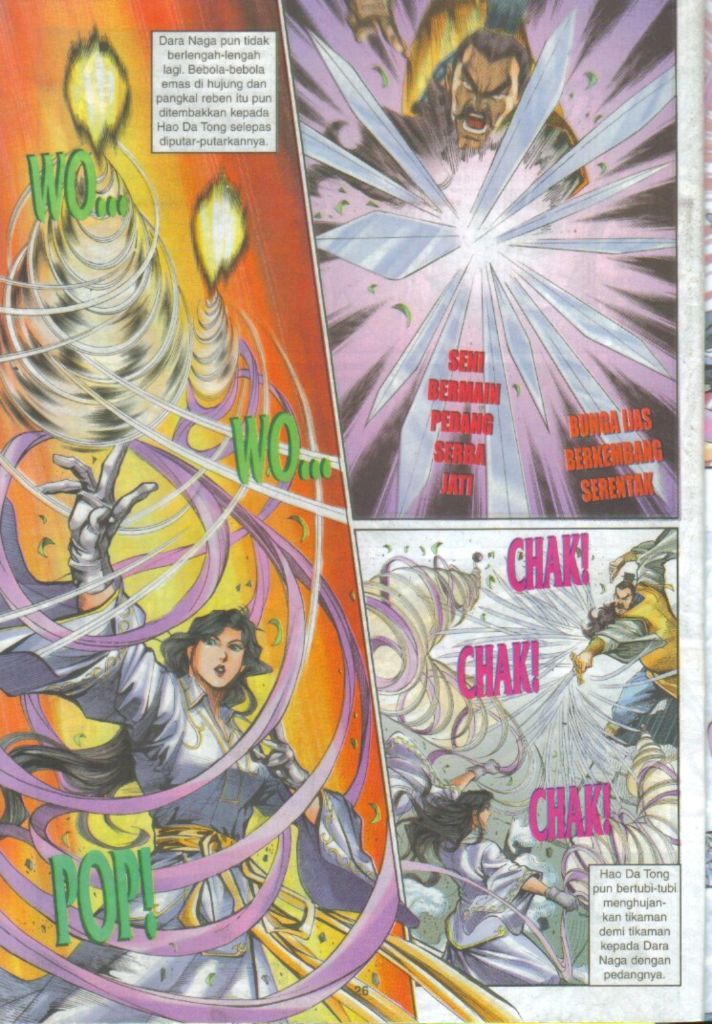 Dara Naga pun tidak
berlengah-lengah
lagi. Bebola-bebola
emas di hujung dan
pangkal reben itu pun
ditembakkan kepada
Hao Da Tong selepas
diputar-putarkannya.
WO...
WO...
POP!
SENI
BERMAIN
PEDANG
SERBA
JATI
BUNGA LAS
BERKEMBANG
SERENTAK
CHAK!
CHAK!
CHAK!
Hao Da Tong
pun bertubi-tubi
menghujan-
kan tikaman
demi tikaman
kepada Dara
Naga dengan
pedangnya.
26